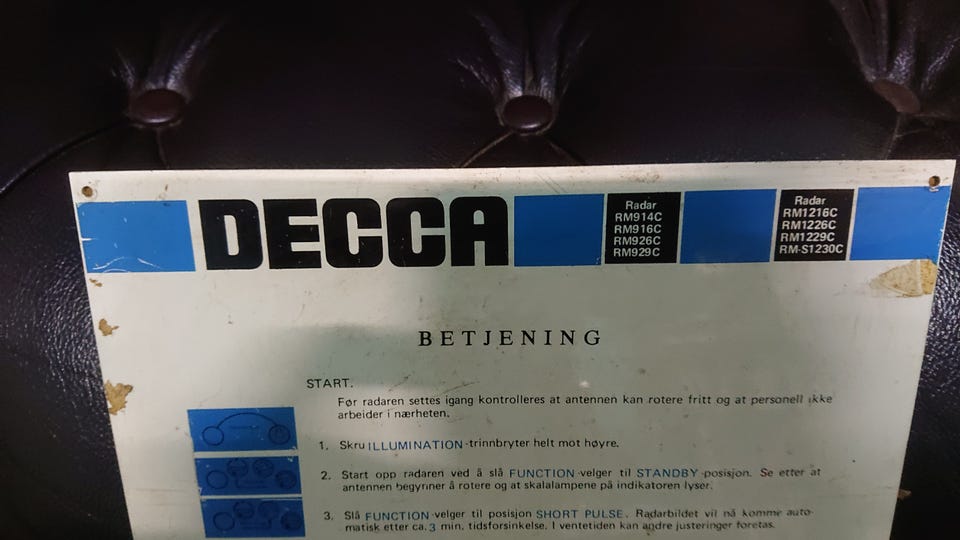 DECCA
Radar
RM914C
RM916C
RM926C
RM929C
Radar
RM1216C
RM1226C
RM1229C
RM-S1230C
BETJENING
START.
Før radaren settes igang kontrolleres at antennen kan rotere fritt og at personell ikke
arbeider i nærheten.
1. Skru ILLUMINATION-trinnbryter helt mot høyre.
2. Start opp radaren ved å slå FUNCTION-velger til STANDBY-posisjon. Se etter at
antennen begynner å rotere og at skalalampene på indikatoren lyser.
3. Slå FUNCTION-velger til posisjon SHORT PULSE. Radarbildet vil nå komme auto-
matisk etter ca. 3 min. tidsforsinkelse. I ventetiden kan andre justeringer foretas.